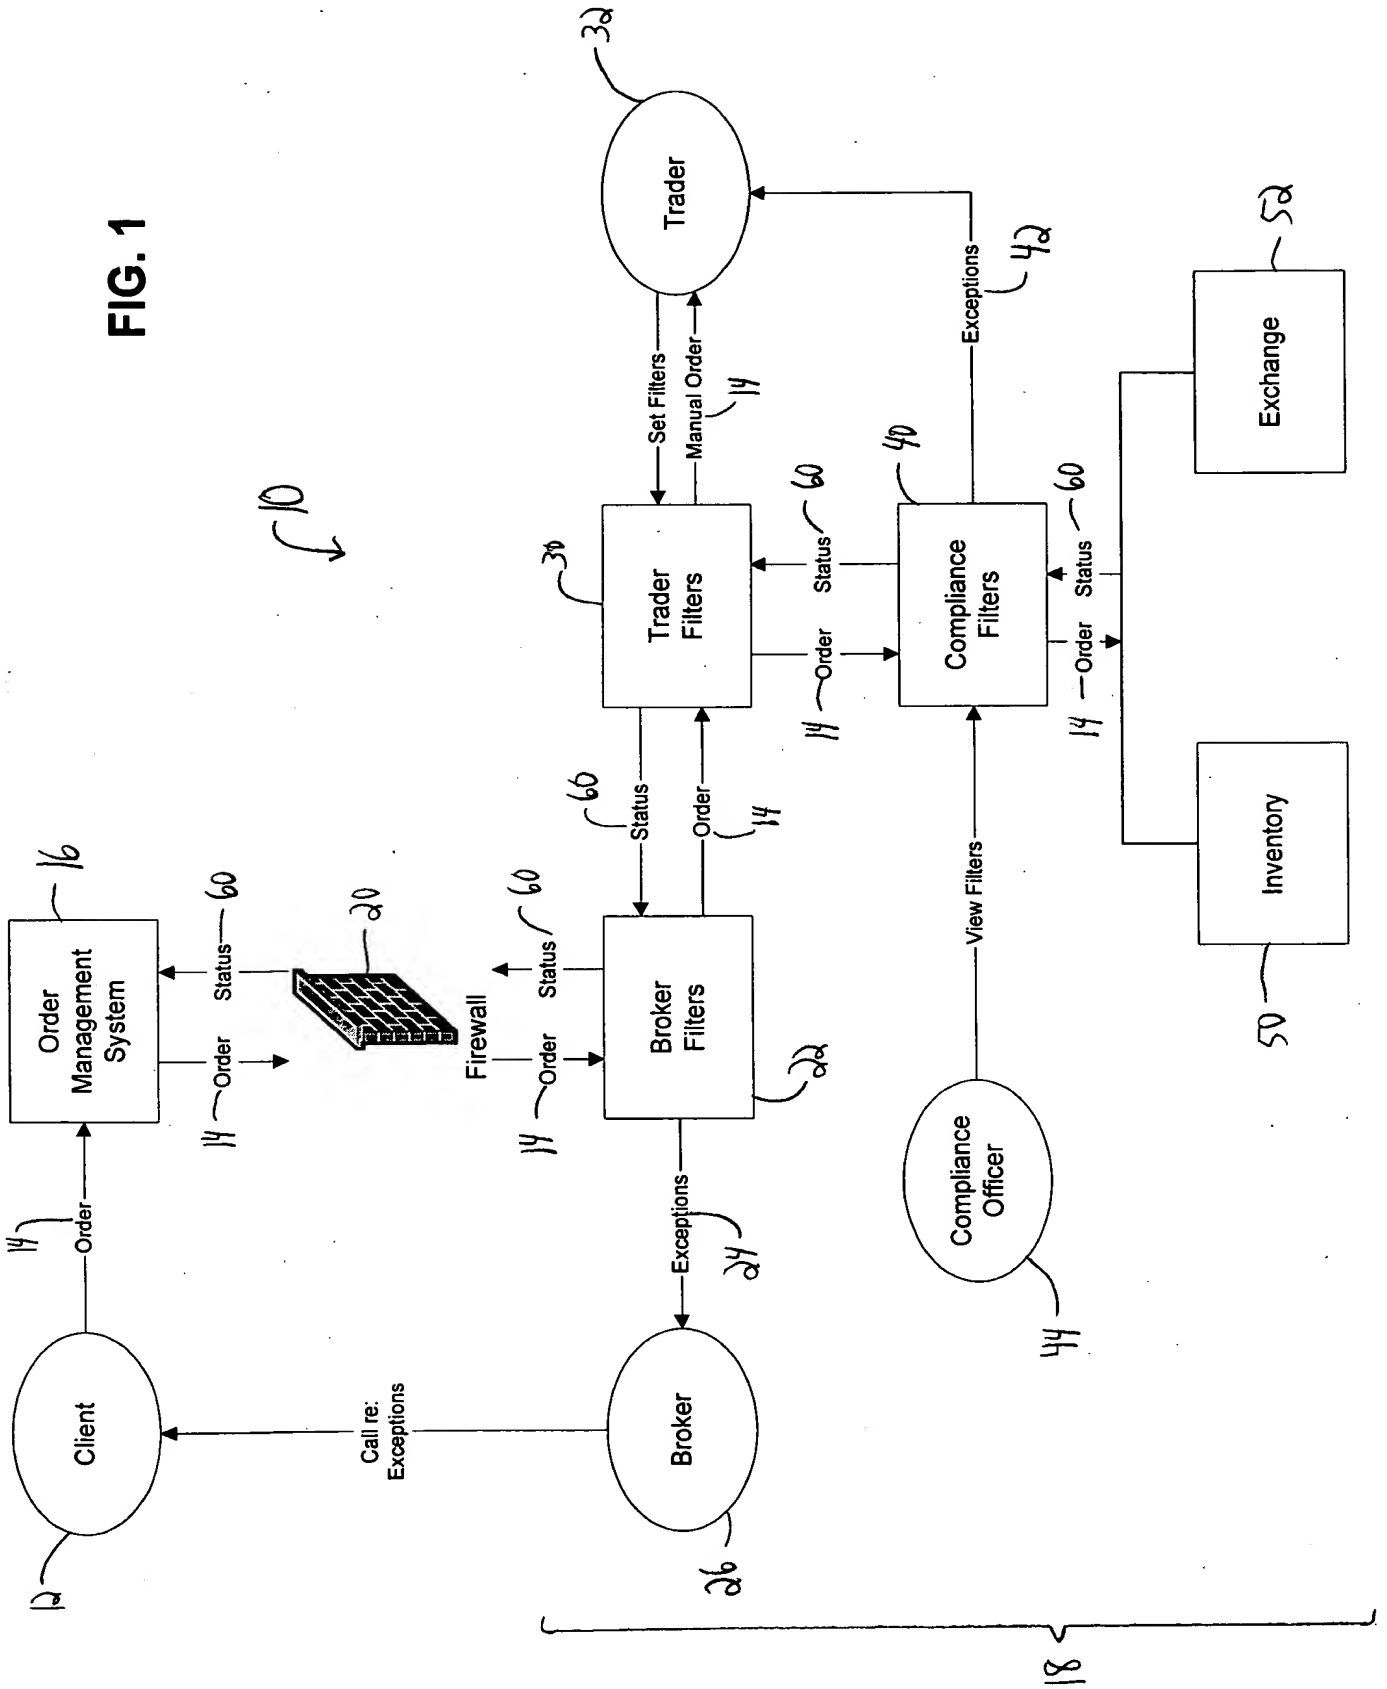 FIG. 1
10
Client
12
Order
14
Order
Management
System
16
Order
14
Status
60
20
Firewall
Order
14
Status
60
Call re:
Exceptions
Broker
26
Exceptions
24
Broker
Filters
22
Status
60
Order
14
Trader
Filters
30
Set Filters
Manual Order
14
Trader
32
Order
14
Status
60
Compliance
Officer
44
View Filters
Compliance
Filters
40
Exceptions
42
Order
14
Status
60
Inventory
50
Exchange
52
18